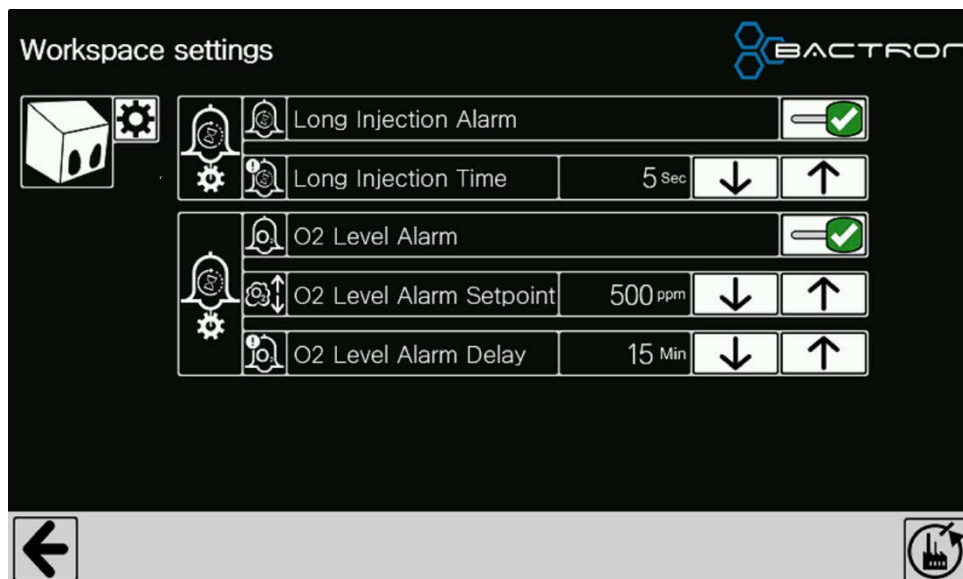 Workspace settings
BACTRON
Long Injection Alarm
Long Injection Time 5 Sec
O2 Level Alarm
O2 Level Alarm Setpoint 500 ppm
O2 Level Alarm Delay 15 Min